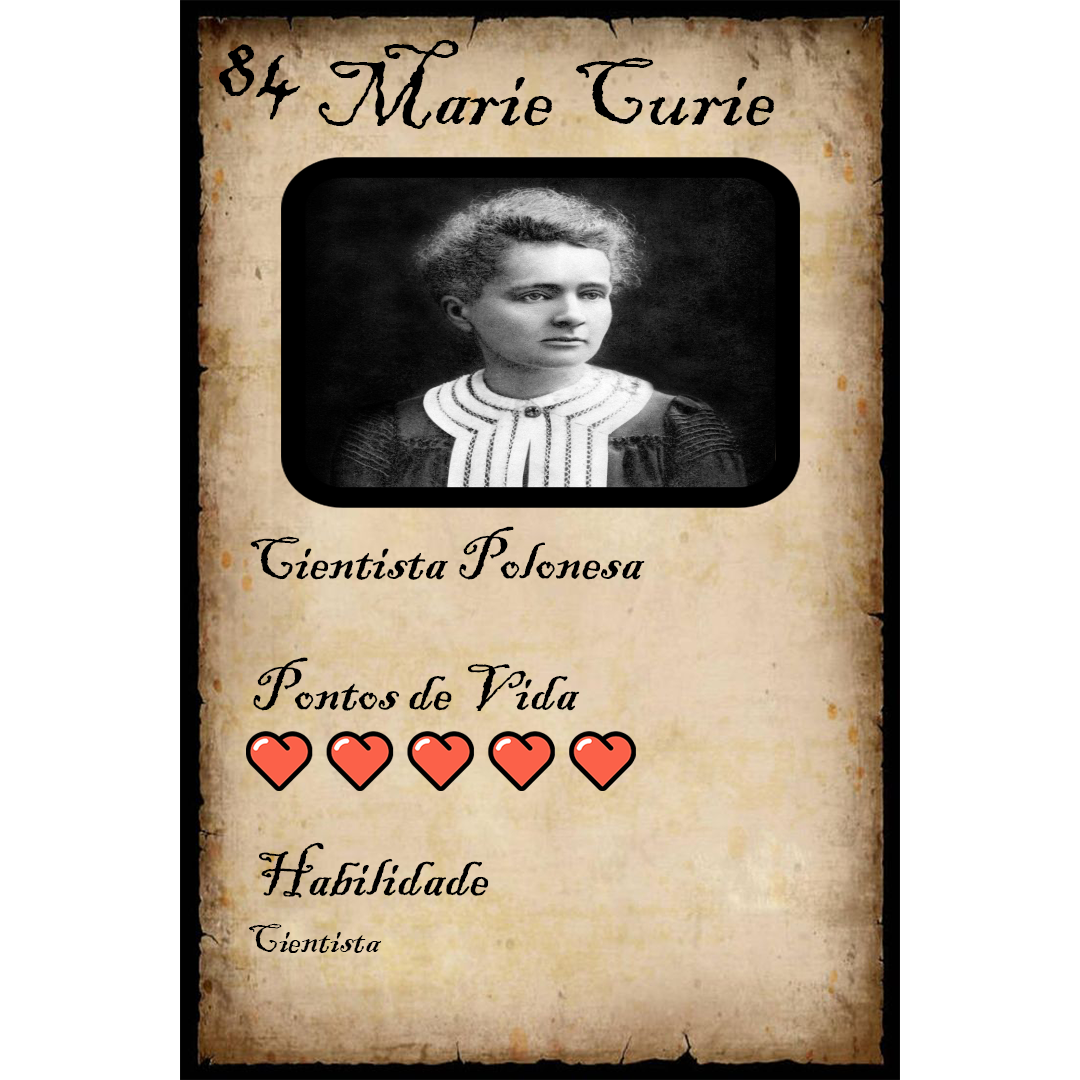 84 Marie Curie
Cientista Polonesa
Pontos de Vida
Habilidade
Cientista